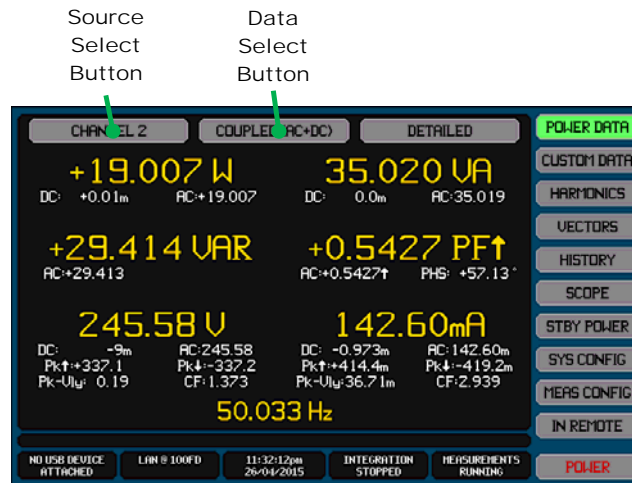 Source Select Button
Data Select Button
CHANNEL 2 COUPLED(AC+DC) DETAILED
+19.007 W 35.020 VA
DC: +0.01m AC:+19.007 DC: 0.0m AC:35.019
+29.414 VAR +0.5427 PF↑
AC:+29.413 AC:+0.5427↑ PHS: +57.13°
245.58 V 142.60mA
DC: -9m AC:245.58 DC: -0.973m AC:142.60m
Pk↑:+337.1 Pk↓:-337.2 Pk↑:+414.4m Pk↓:-419.2m
Pk-Vly: 0.19 CF:1.373 Pk-Vly:36.71m CF:2.939
50.033 Hz
NO USB DEVICE ATTACHED
LAN @ 100FD
11:32:12pm 26/04/2015
INTEGRATION STOPPED
MEASUREMENTS RUNNING
POWER DATA
CUSTOM DATA
HARMONICS
VECTORS
HISTORY
SCOPE
STBY POWER
SYS CONFIG
MEAS CONFIG
IN REMOTE
POWER